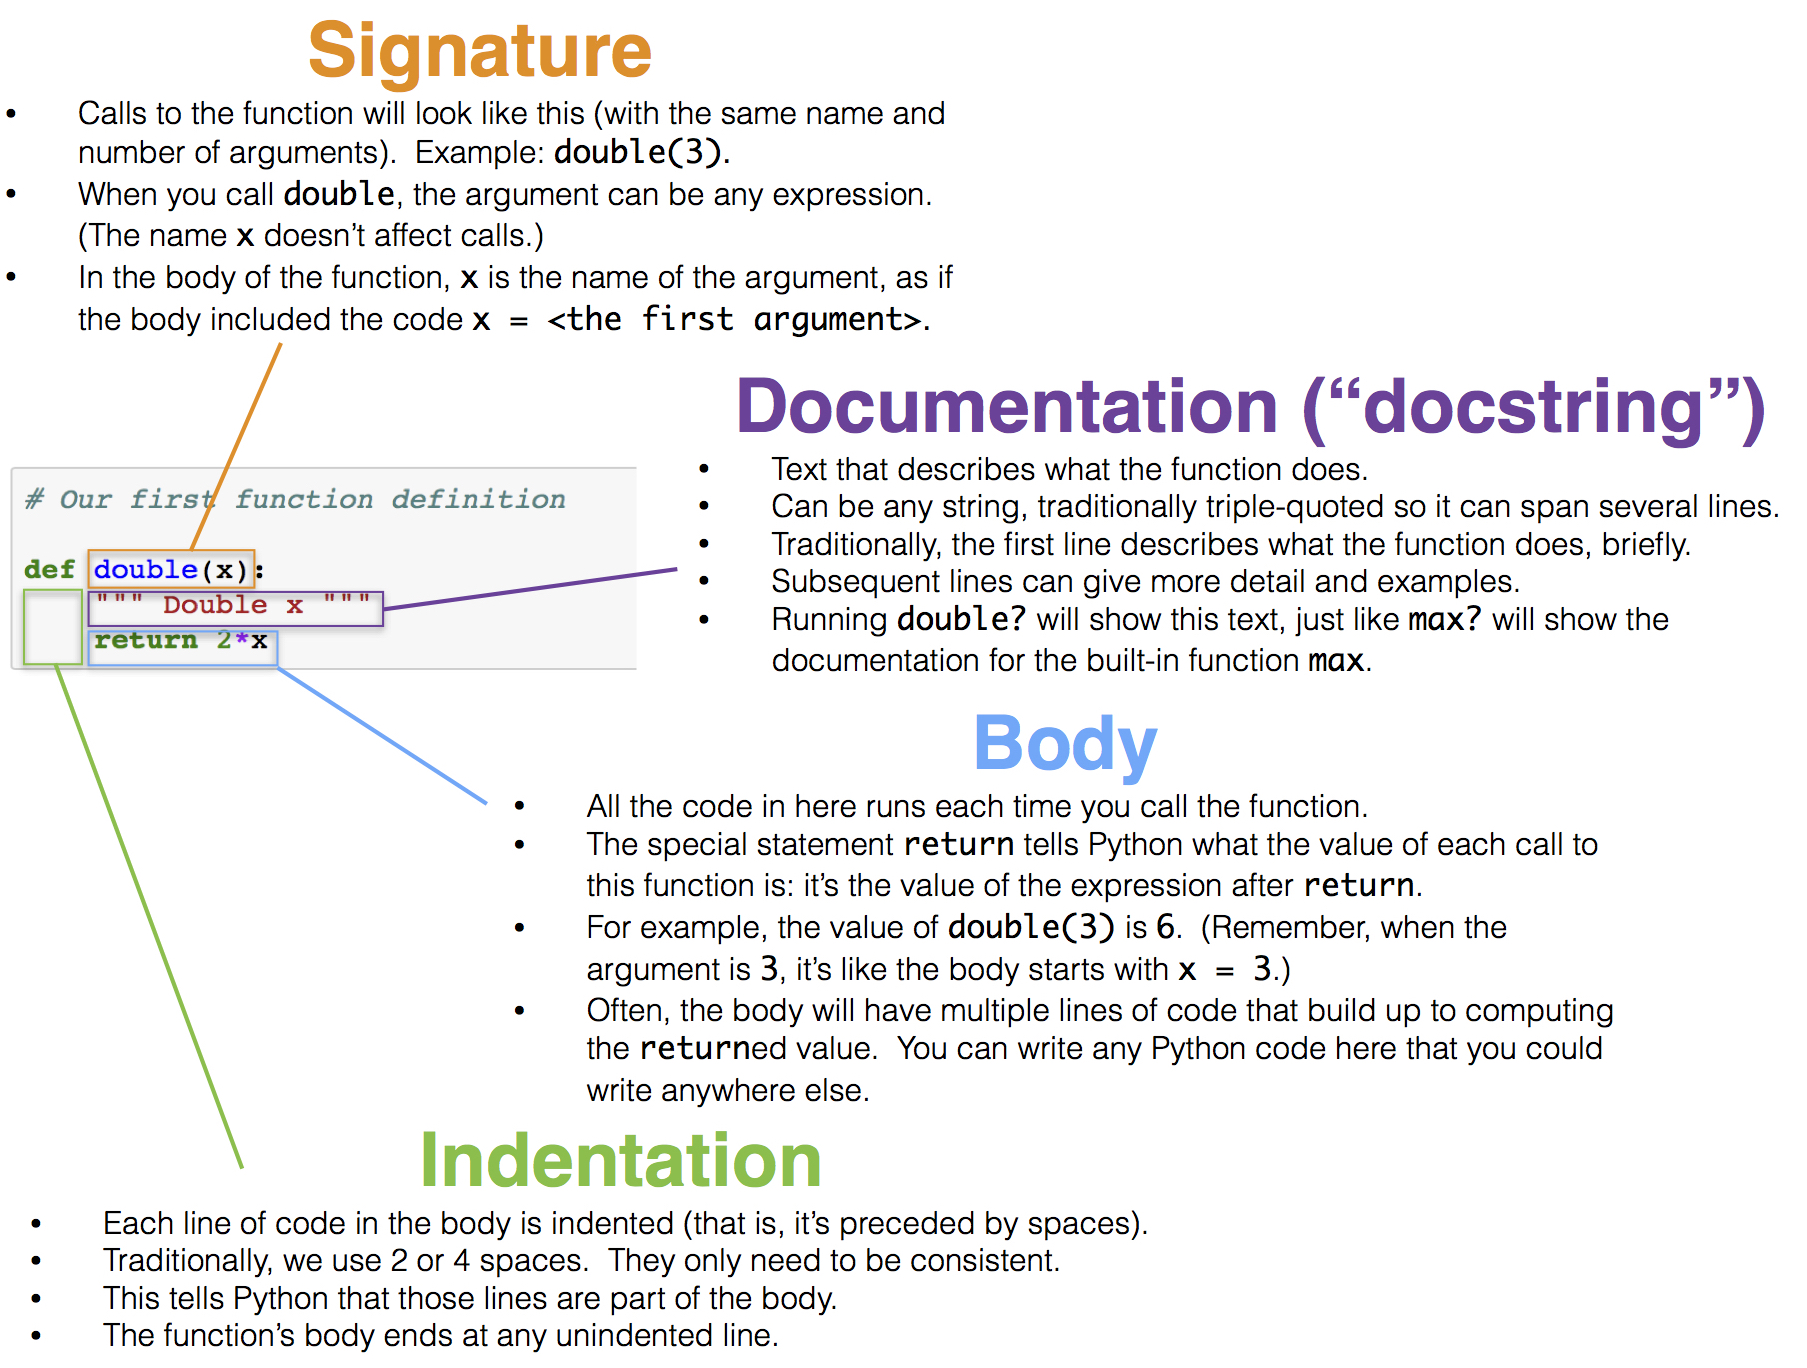 Signature
• Calls to the function will look like this (with the same name and
number of arguments).  Example: double(3).
• When you call double, the argument can be any expression.
(The name x doesn’t affect calls.)
• In the body of the function, x is the name of the argument, as if
the body included the code x = <the first argument>.
# Our first function definition
def double(x):
""" Double x """
return 2*x
Documentation (“docstring”)
• Text that describes what the function does.
• Can be any string, traditionally triple-quoted so it can span several lines.
• Traditionally, the first line describes what the function does, briefly.
• Subsequent lines can give more detail and examples.
• Running double? will show this text, just like max? will show the
documentation for the built-in function max.
Body
• All the code in here runs each time you call the function.
• The special statement return tells Python what the value of each call to
this function is: it’s the value of the expression after return.
• For example, the value of double(3) is 6.  (Remember, when the
argument is 3, it’s like the body starts with x = 3.)
• Often, the body will have multiple lines of code that build up to computing
the returned value.  You can write any Python code here that you could
write anywhere else.
Indentation
• Each line of code in the body is indented (that is, it’s preceded by spaces).
• Traditionally, we use 2 or 4 spaces.  They only need to be consistent.
• This tells Python that those lines are part of the body.
• The function’s body ends at any unindented line.